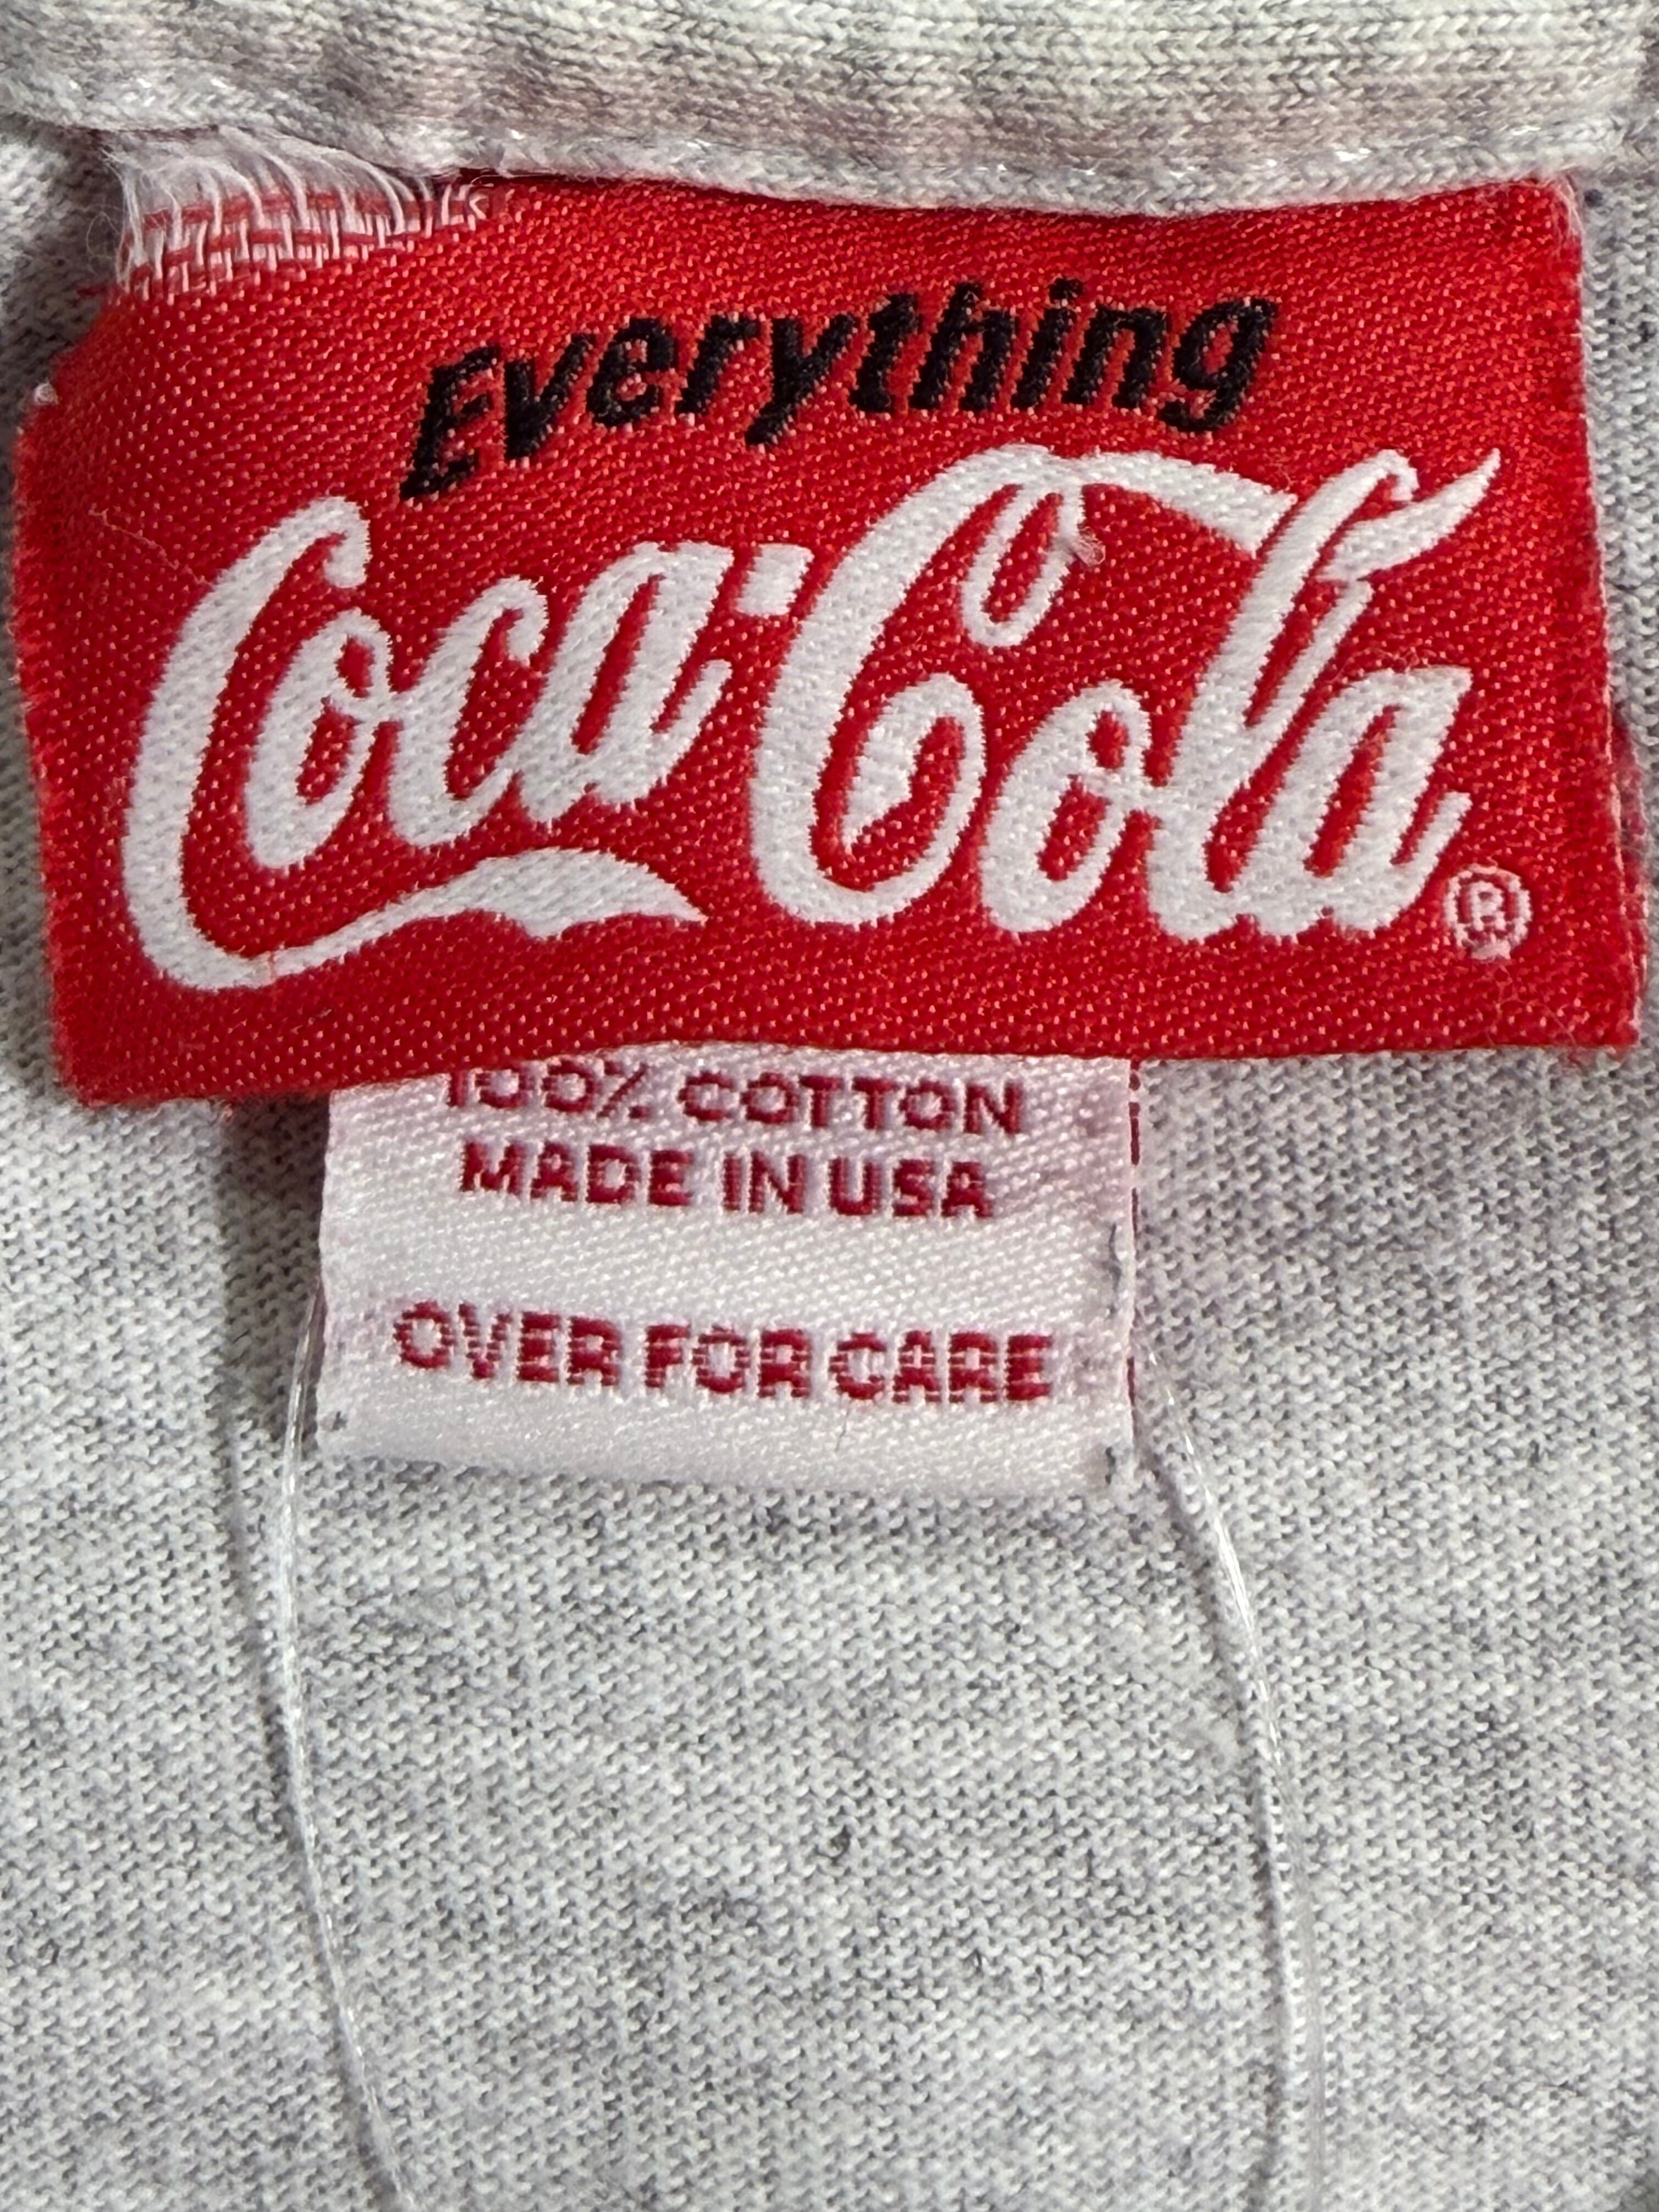 Everything
Coca-Cola®
100% COTTON
MADE IN USA
OVER FOR CARE